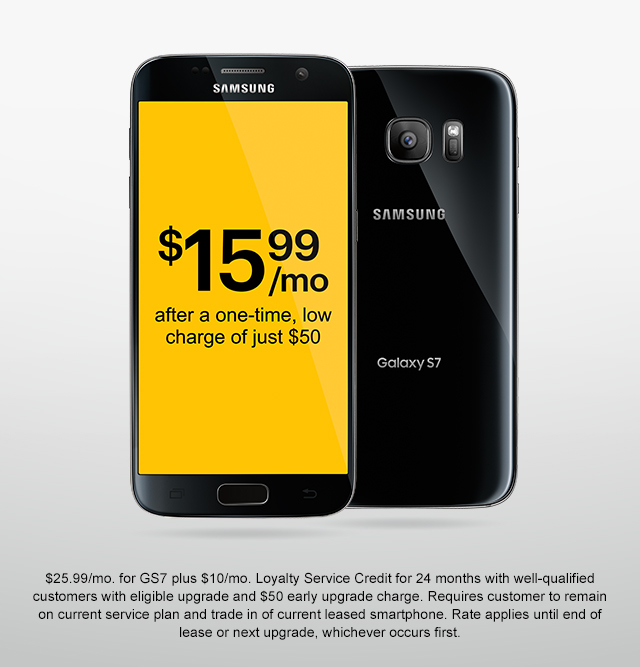 SAMSUNG
$15 99 /mo
after a one-time, low
charge of just $50
SAMSUNG
Galaxy S7
$25.99/mo. for GS7 plus $10/mo. Loyalty Service Credit for 24 months with well-qualified
customers with eligible upgrade and $50 early upgrade charge. Requires customer to remain
on current service plan and trade in of current leased smartphone. Rate applies until end of
lease or next upgrade, whichever occurs first.